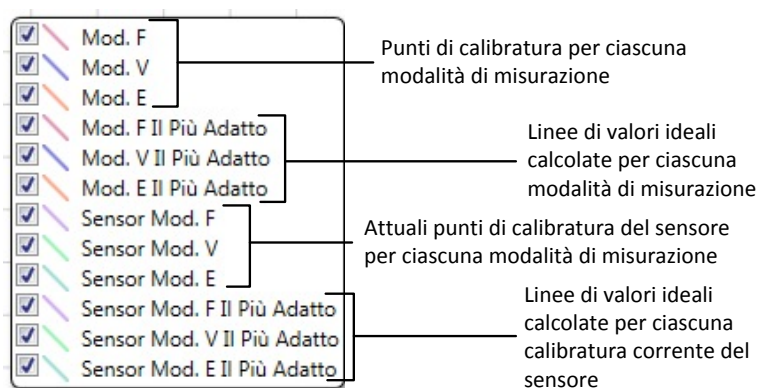 Mod. F
Mod. V
Mod. E
Mod. F Il Più Adatto
Mod. V Il Più Adatto
Mod. E Il Più Adatto
Sensor Mod. F
Sensor Mod. V
Sensor Mod. E
Sensor Mod. F Il Più Adatto
Sensor Mod. V Il Più Adatto
Sensor Mod. E Il Più Adatto
Punti di calibratura per ciascuna
modalità di misurazione
Linee di valori ideali
calcolate per ciascuna
modalità di misurazione
Attuali punti di calibratura del sensore
per ciascuna modalità di misurazione
Linee di valori ideali
calcolate per ciascuna
calibratura corrente del
sensore